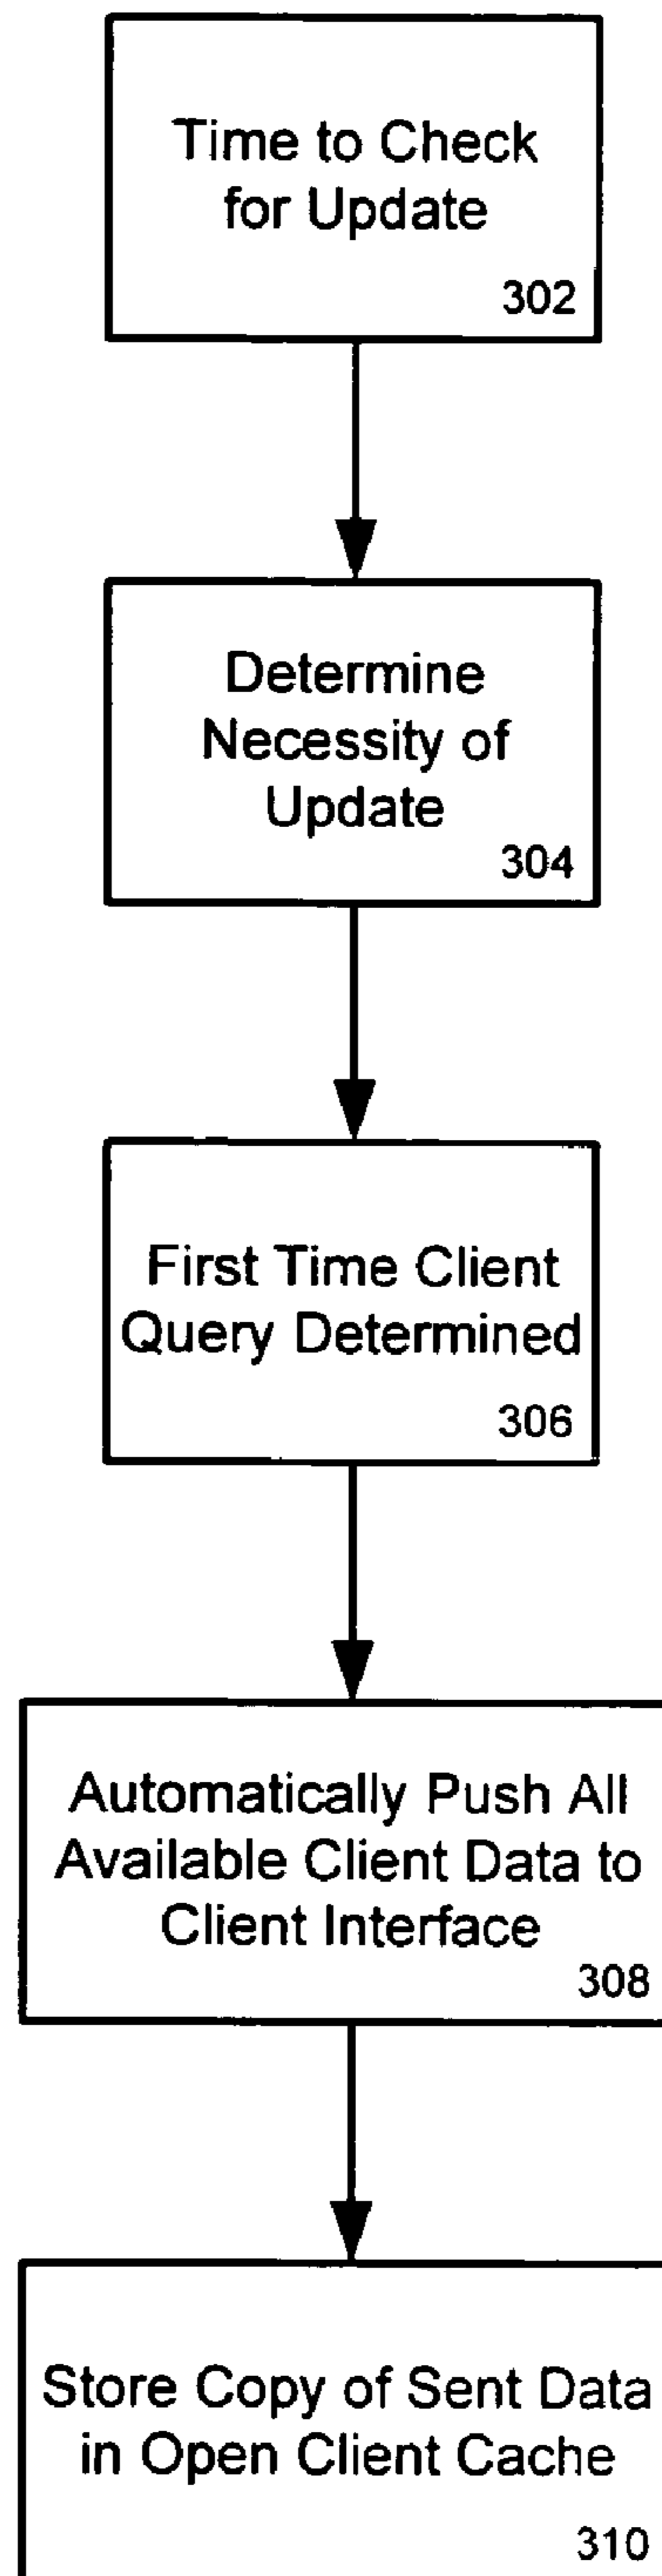 Time to Check
for Update
302
Determine
Necessity of
Update
304
First Time Client
Query Determined
306
Automatically Push All
Available Client Data to
Client Interface
308
Store Copy of Sent Data
in Open Client Cache
310